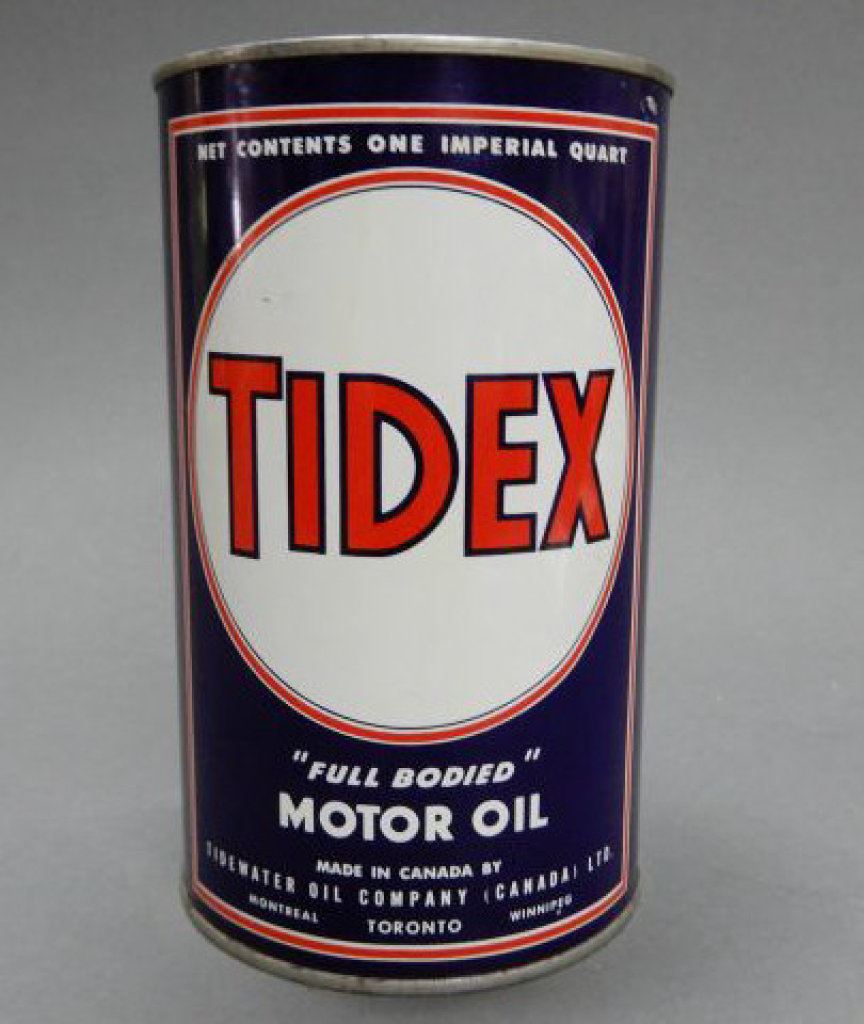 NET CONTENTS ONE IMPERIAL QUART
TIDEX
"FULL BODIED"
MOTOR OIL
MADE IN CANADA BY
TIDEWATER OIL COMPANY (CANADA) LTD.
MONTREAL TORONTO WINNIPEG